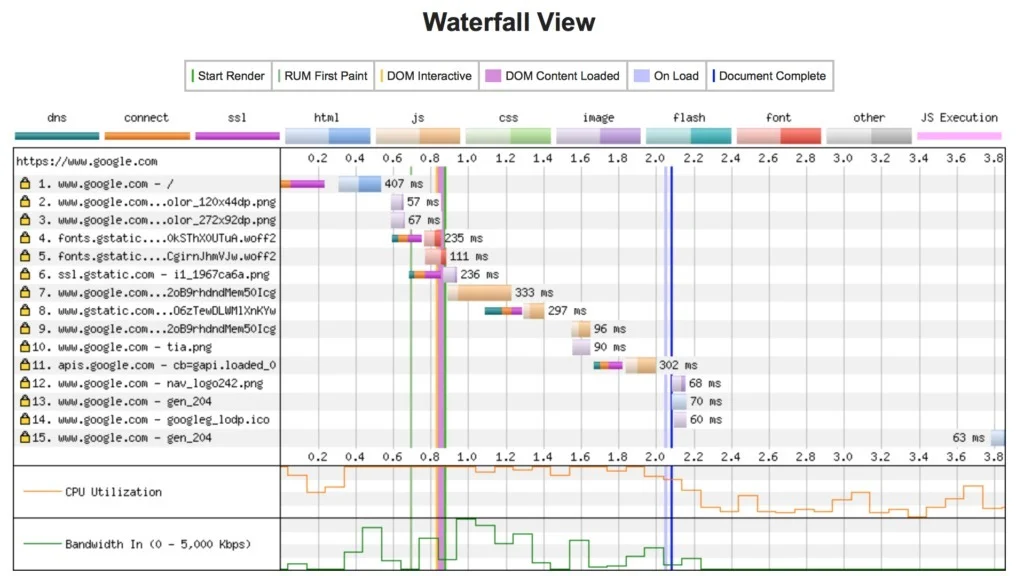 Waterfall View
Start Render RUM First Paint DOM Interactive DOM Content Loaded On Load Document Complete
dns connect ssl html js css image flash font other JS Execution
https://www.google.com 0.2 0.4 0.6 0.8 1.0 1.2 1.4 1.6 1.8 2.0 2.2 2.4 2.6 2.8 3.0 3.2 3.4 3.6 3.8
1. www.google.com - / 407 ms
2. www.google.com...olor_120x44dp.png 57 ms
3. www.google.com...olor_272x92dp.png 67 ms
4. fonts.gstatic....OkSThX0UTuA.woff2 235 ms
5. fonts.gstatic....CgirnJhmVJw.woff2 111 ms
6. ssl.gstatic.com - i1_1967ca6a.png 236 ms
7. www.google.com...2oB9rhdndMem50Icg 333 ms
8. www.gstatic.com...O6zTewDLWMlXnKYw 297 ms
9. www.google.com...2oB9rhdndMem50Icg 96 ms
10. www.google.com - tia.png 90 ms
11. apis.google.com - cb=gapi.loaded_0 302 ms
12. www.google.com - nav_logo242.png 68 ms
13. www.google.com - gen_204 70 ms
14. www.google.com - googleg_lodp.ico 60 ms
15. www.google.com - gen_204 63 ms
0.2 0.4 0.6 0.8 1.0 1.2 1.4 1.6 1.8 2.0 2.2 2.4 2.6 2.8 3.0 3.2 3.4 3.6 3.8
CPU Utilization
Bandwidth In (0 - 5,000 Kbps)